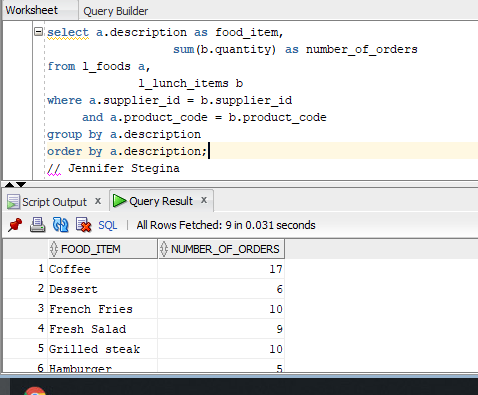 Worksheet Query Builder
select a.description as food_item,
sum(b.quantity) as number_of_orders
from l_foods a,
l_lunch_items b
where a.supplier_id = b.supplier_id
and a.product_code = b.product_code
group by a.description
order by a.description;
// Jennifer Stegina
Script Output x Query Result x
SQL | All Rows Fetched: 9 in 0.031 seconds
FOOD_ITEM NUMBER_OF_ORDERS
1 Coffee 17
2 Dessert 6
3 French Fries 10
4 Fresh Salad 9
5 Grilled steak 10
6 Hamburger 5